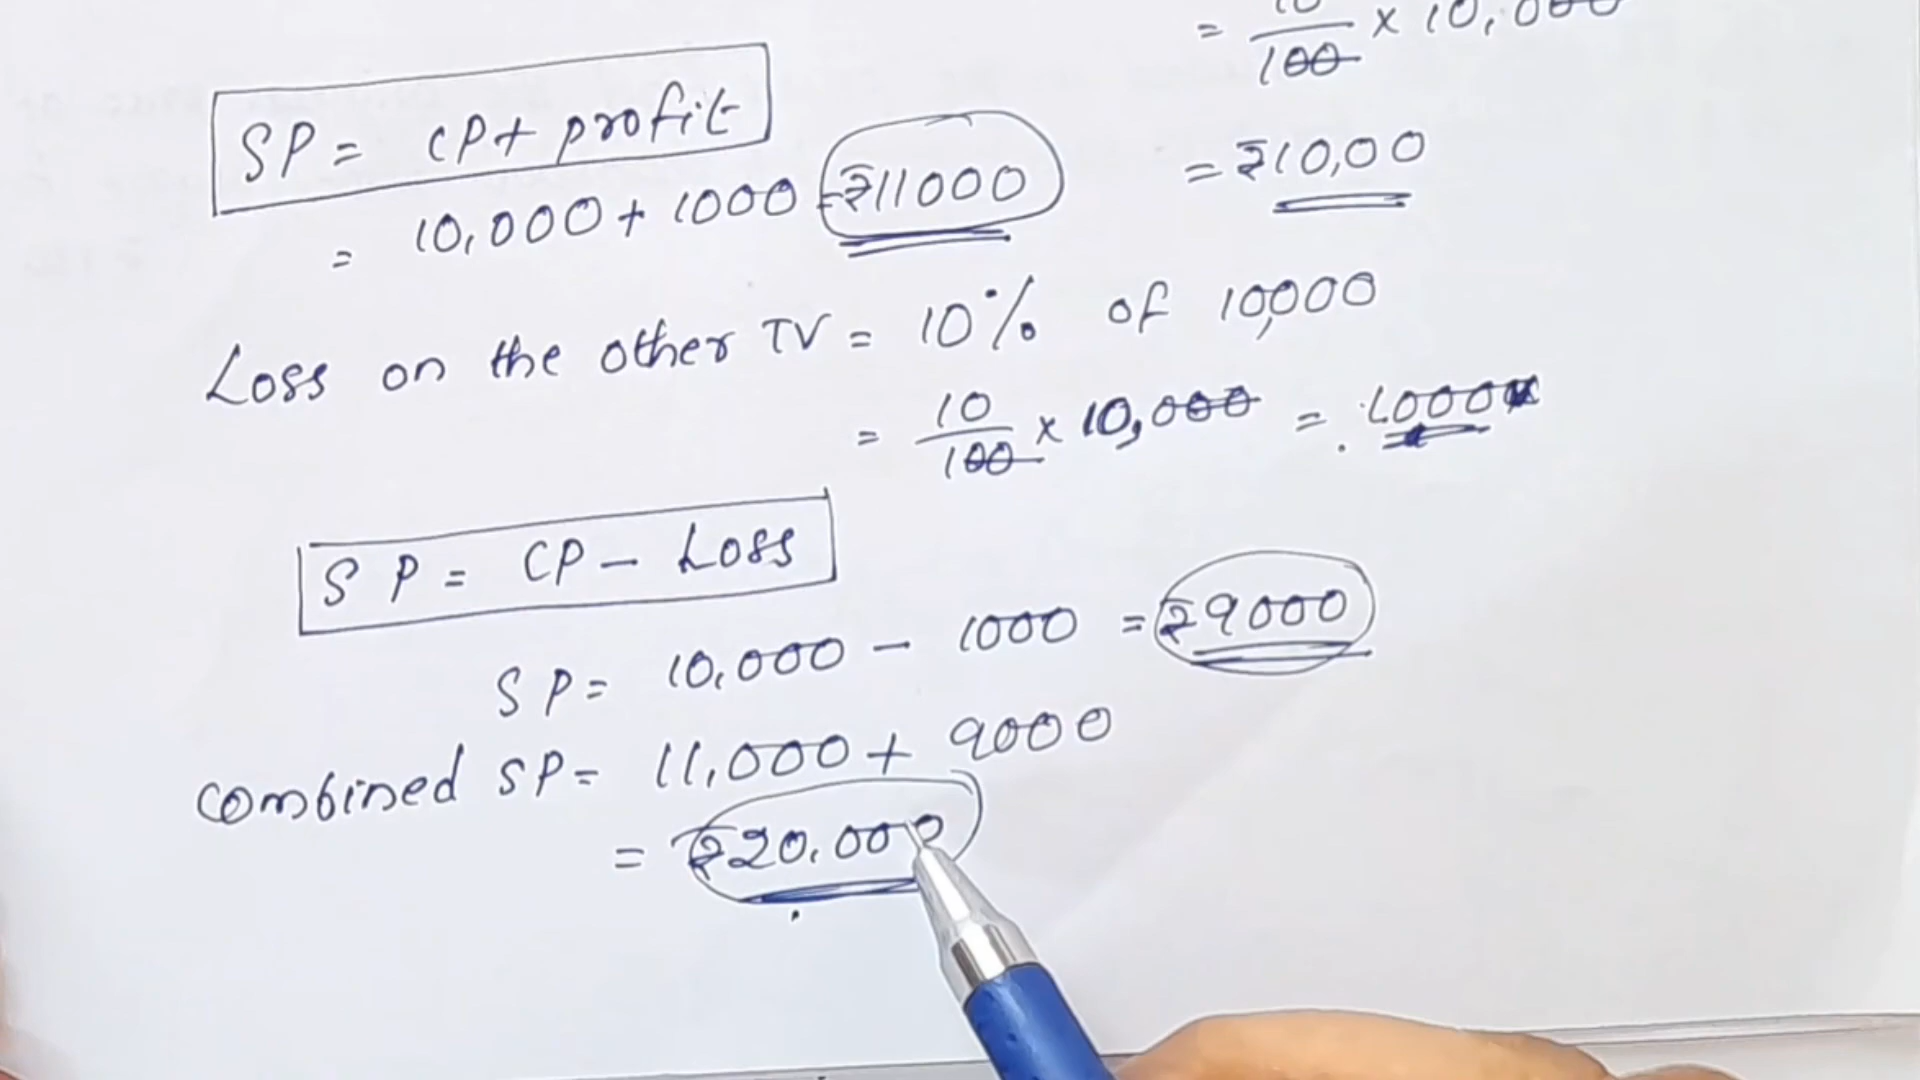 = 10/100 × 10,000
SP = CP + profit
= ₹10,00
= 10,000 + 1000 = ₹11000
Loss on the other TV = 10% of 10,000
= 10/100 × 10,000 = 1000
SP = CP - Loss
SP = 10,000 - 1000 = ₹9000
combined SP = 11,000 + 9000
= ₹20,000